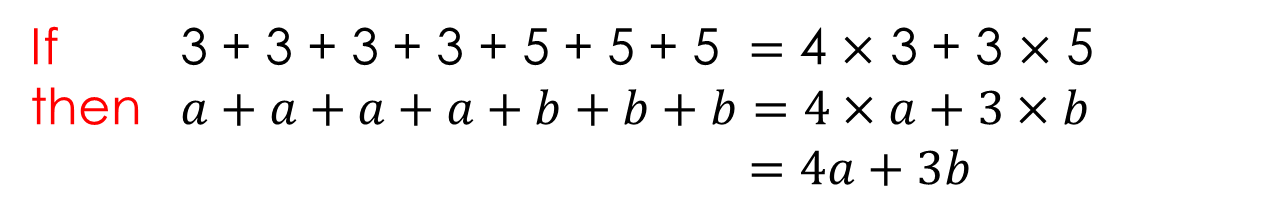 If 3 + 3 + 3 + 3 + 5 + 5 + 5 = 4 × 3 + 3 × 5
then a + a + a + a + b + b + b = 4 × a + 3 × b
= 4a + 3b